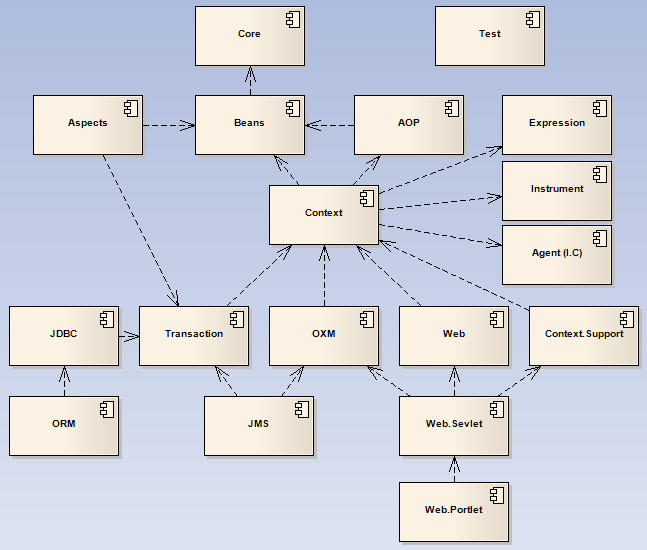 Core
Test
Aspects
Beans
AOP
Expression
Instrument
Context
Agent (I.C)
JDBC
Transaction
OXM
Web
Context.Support
ORM
JMS
Web.Sevlet
Web.Portlet